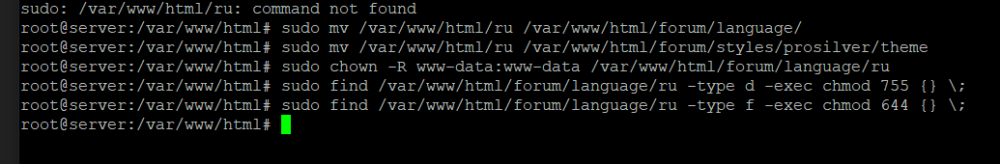 sudo: /var/www/html/ru: command not found
root@server:/var/www/html# sudo mv /var/www/html/ru /var/www/html/forum/language/
root@server:/var/www/html# sudo mv /var/www/html/ru /var/www/html/forum/styles/prosilver/theme
root@server:/var/www/html# sudo chown -R www-data:www-data /var/www/html/forum/language/ru
root@server:/var/www/html# sudo find /var/www/html/forum/language/ru -type d -exec chmod 755 {} \;
root@server:/var/www/html# sudo find /var/www/html/forum/language/ru -type f -exec chmod 644 {} \;
root@server:/var/www/html#